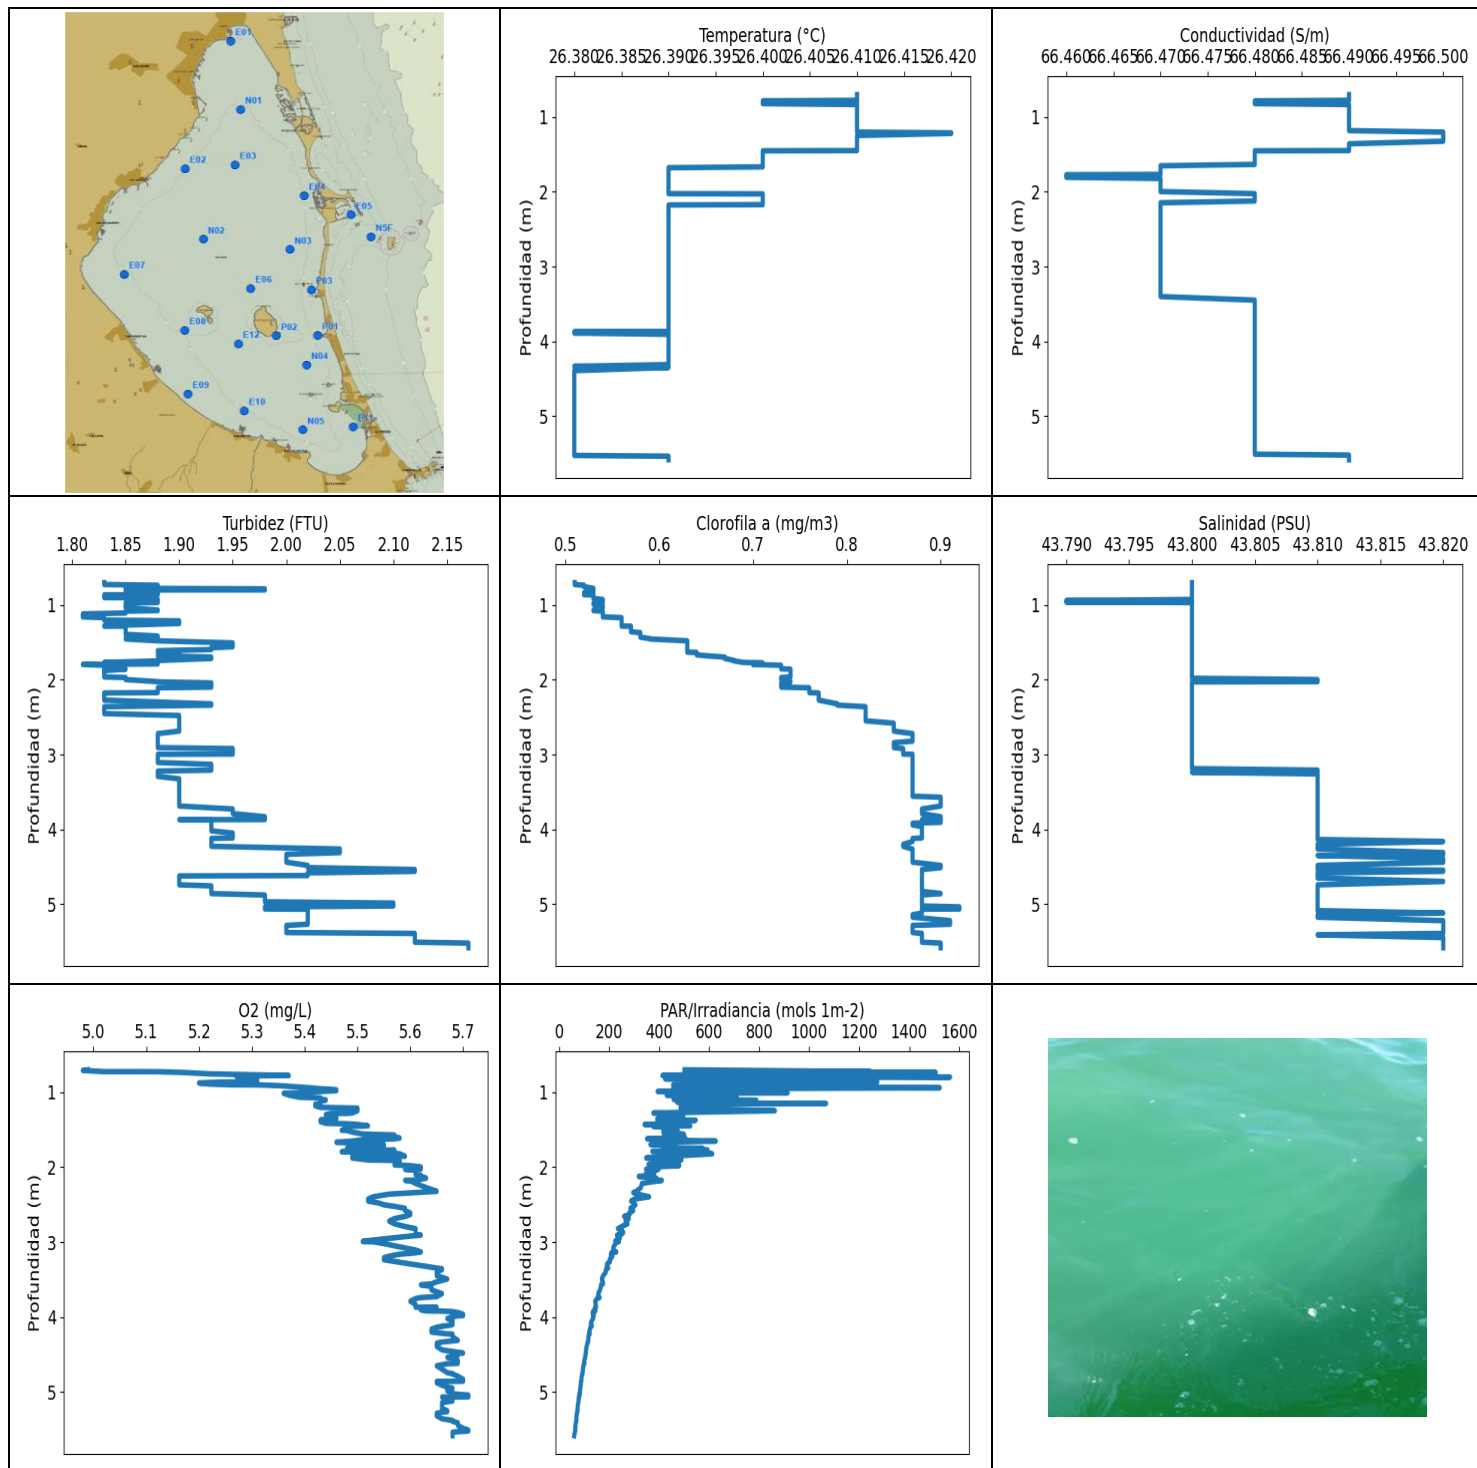 E01
N01
E02
E03
E04
E05
N5F
N02
N03
E07
E06
P03
E08
P02
P01
E12
N04
E09
E10
N05
E11
Temperatura (°C)
26.380 26.385 26.390 26.395 26.400 26.405 26.410 26.415 26.420
Profundidad (m)
1
2
3
4
5
Conductividad (S/m)
66.460 66.465 66.470 66.475 66.480 66.485 66.490 66.495 66.500
Profundidad (m)
1
2
3
4
5
Turbidez (FTU)
1.80 1.85 1.90 1.95 2.00 2.05 2.10 2.15
Profundidad (m)
1
2
3
4
5
Clorofila a (mg/m3)
0.5 0.6 0.7 0.8 0.9
Profundidad (m)
1
2
3
4
5
Salinidad (PSU)
43.790 43.795 43.800 43.805 43.810 43.815 43.820
Profundidad (m)
1
2
3
4
5
O2 (mg/L)
5.0 5.1 5.2 5.3 5.4 5.5 5.6 5.7
Profundidad (m)
1
2
3
4
5
PAR/Irradiancia (mols 1m-2)
0 200 400 600 800 1000 1200 1400 1600
Profundidad (m)
1
2
3
4
5